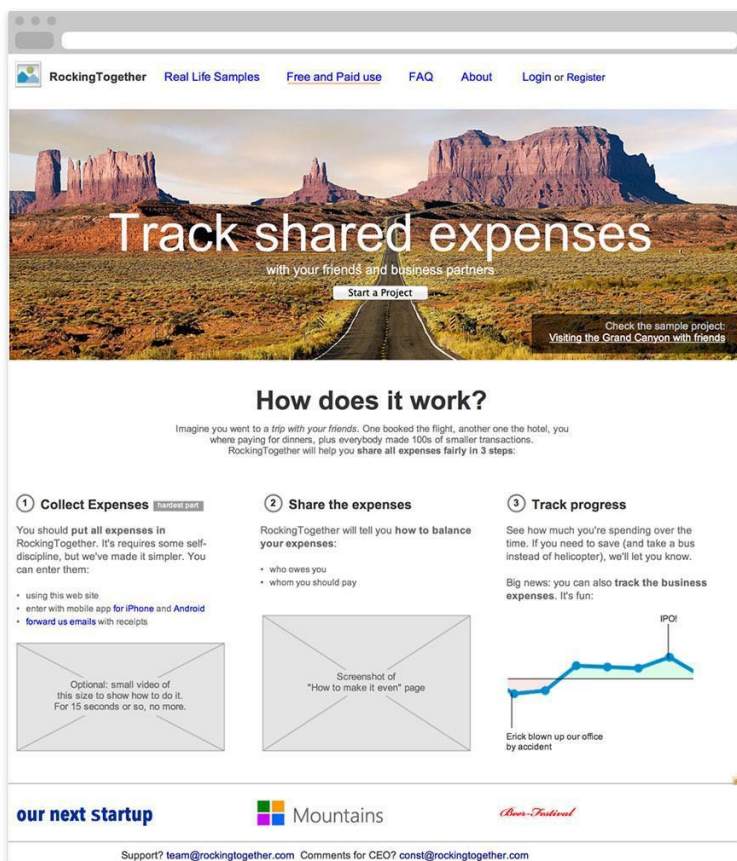 RockingTogether Real Life Samples Free and Paid use FAQ About Login or Register
Track shared expenses
with your friends and business partners
Start a Project
Check the sample project:
Visiting the Grand Canyon with friends
How does it work?
Imagine you went to a trip with your friends. One booked the flight, another one the hotel, you
where paying for dinners, plus everybody made 100s of smaller transactions.
RockingTogether will help you share all expenses fairly in 3 steps:
1 Collect Expenses hardest part
You should put all expenses in
RockingTogether. It's requires some self-
discipline, but we've made it simpler. You
can enter them:
• using this web site
• enter with mobile app for iPhone and Android
• forward us emails with receipts
Optional: small video of
this size to show how to do it.
For 15 seconds or so, no more.
2 Share the expenses
RockingTogether will tell you how to balance
your expenses:
• who owes you
• whom you should pay
Screenshot of
"How to make it even" page
3 Track progress
See how much you're spending over the
time. If you need to save (and take a bus
instead of helicopter), we'll let you know.
Big news: you can also track the business
expenses. It's fun:
IPO!
Erick blown up our office
by accident
our next startup
Mountains
Beer-Festival
Support? team@rockingtogether.com Comments for CEO? const@rockingtogether.com